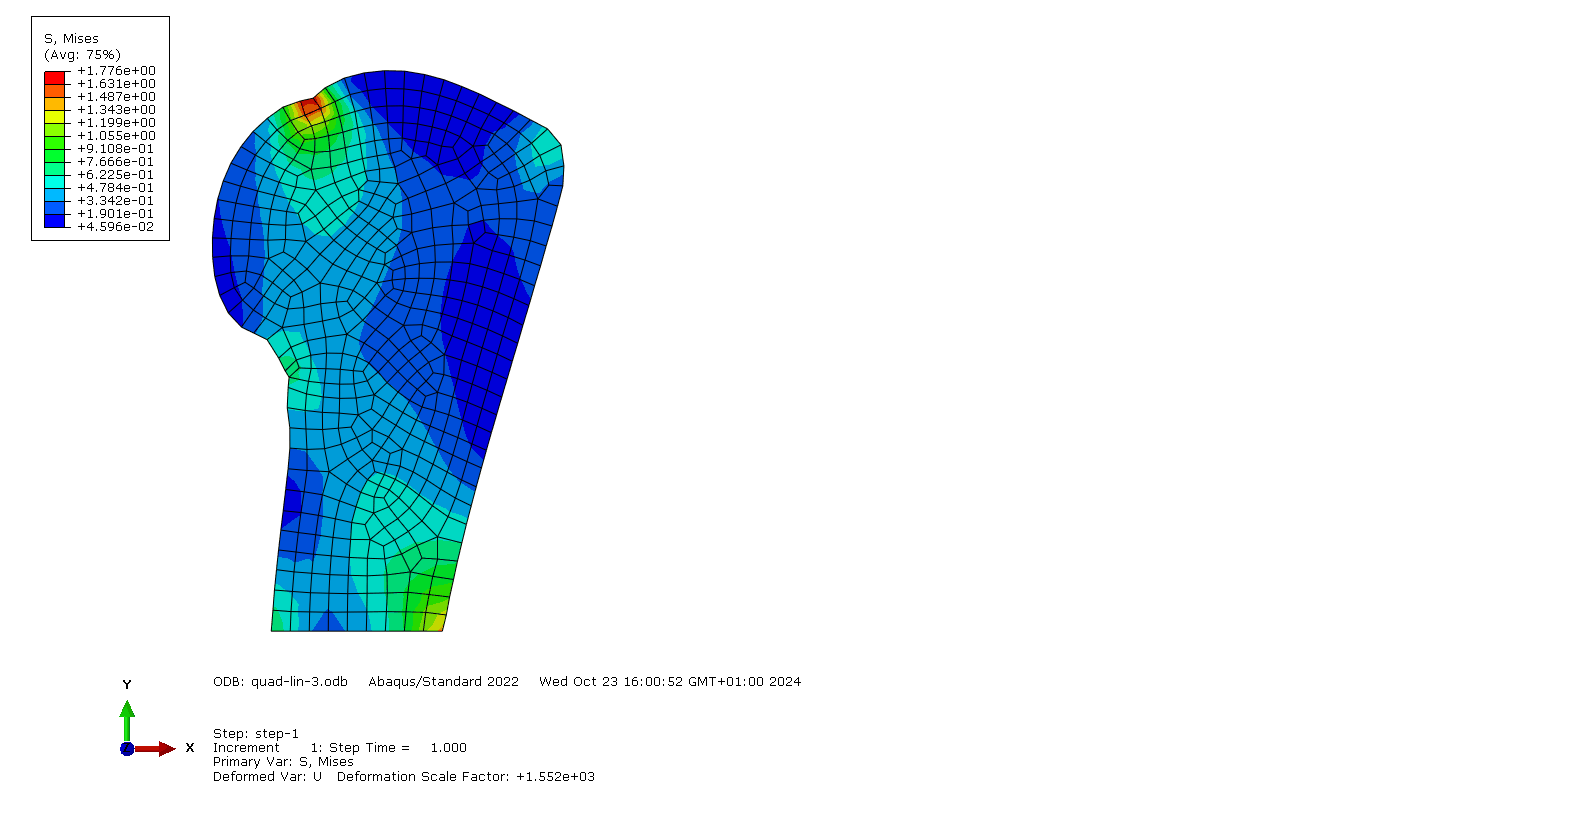 S, Mises
(Avg: 75%)
+1.776e+00
+1.631e+00
+1.487e+00
+1.343e+00
+1.199e+00
+1.055e+00
+9.108e-01
+7.666e-01
+6.225e-01
+4.784e-01
+3.342e-01
+1.901e-01
+4.596e-02
Y
X
ODB: quad-lin-3.odb Abaqus/Standard 2022 Wed Oct 23 16:00:52 GMT+01:00 2024
Step: step-1
Increment 1: Step Time = 1.000
Primary Var: S, Mises
Deformed Var: U Deformation Scale Factor: +1.552e+03